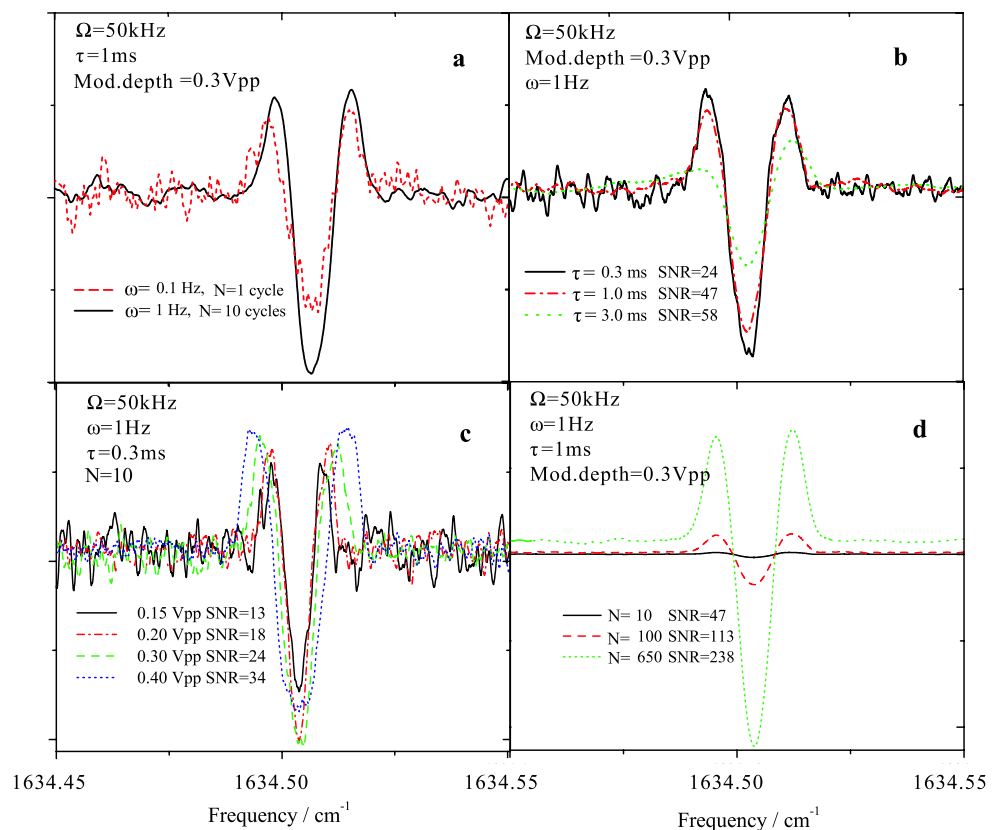 Ω=50kHz
τ=1ms
Mod.depth =0.3Vpp
a
ω= 0.1 Hz, N=1 cycle
ω= 1 Hz, N=10 cycles
Ω=50kHz
Mod.depth=0.3Vpp
ω=1Hz
b
τ= 0.3 ms SNR=24
τ= 1.0 ms SNR=47
τ= 3.0 ms SNR=58
Ω=50kHz
ω=1Hz
τ=0.3ms
N=10
c
0.15 Vpp SNR=13
0.20 Vpp SNR=18
0.30 Vpp SNR=24
0.40 Vpp SNR=34
Ω=50kHz
ω=1Hz
τ=1ms
Mod.depth=0.3Vpp
d
N= 10 SNR=47
N= 100 SNR=113
N= 650 SNR=238
1634.45 1634.50 1634.55 1634.50 1634.55
Frequency / cm⁻¹ Frequency / cm⁻¹